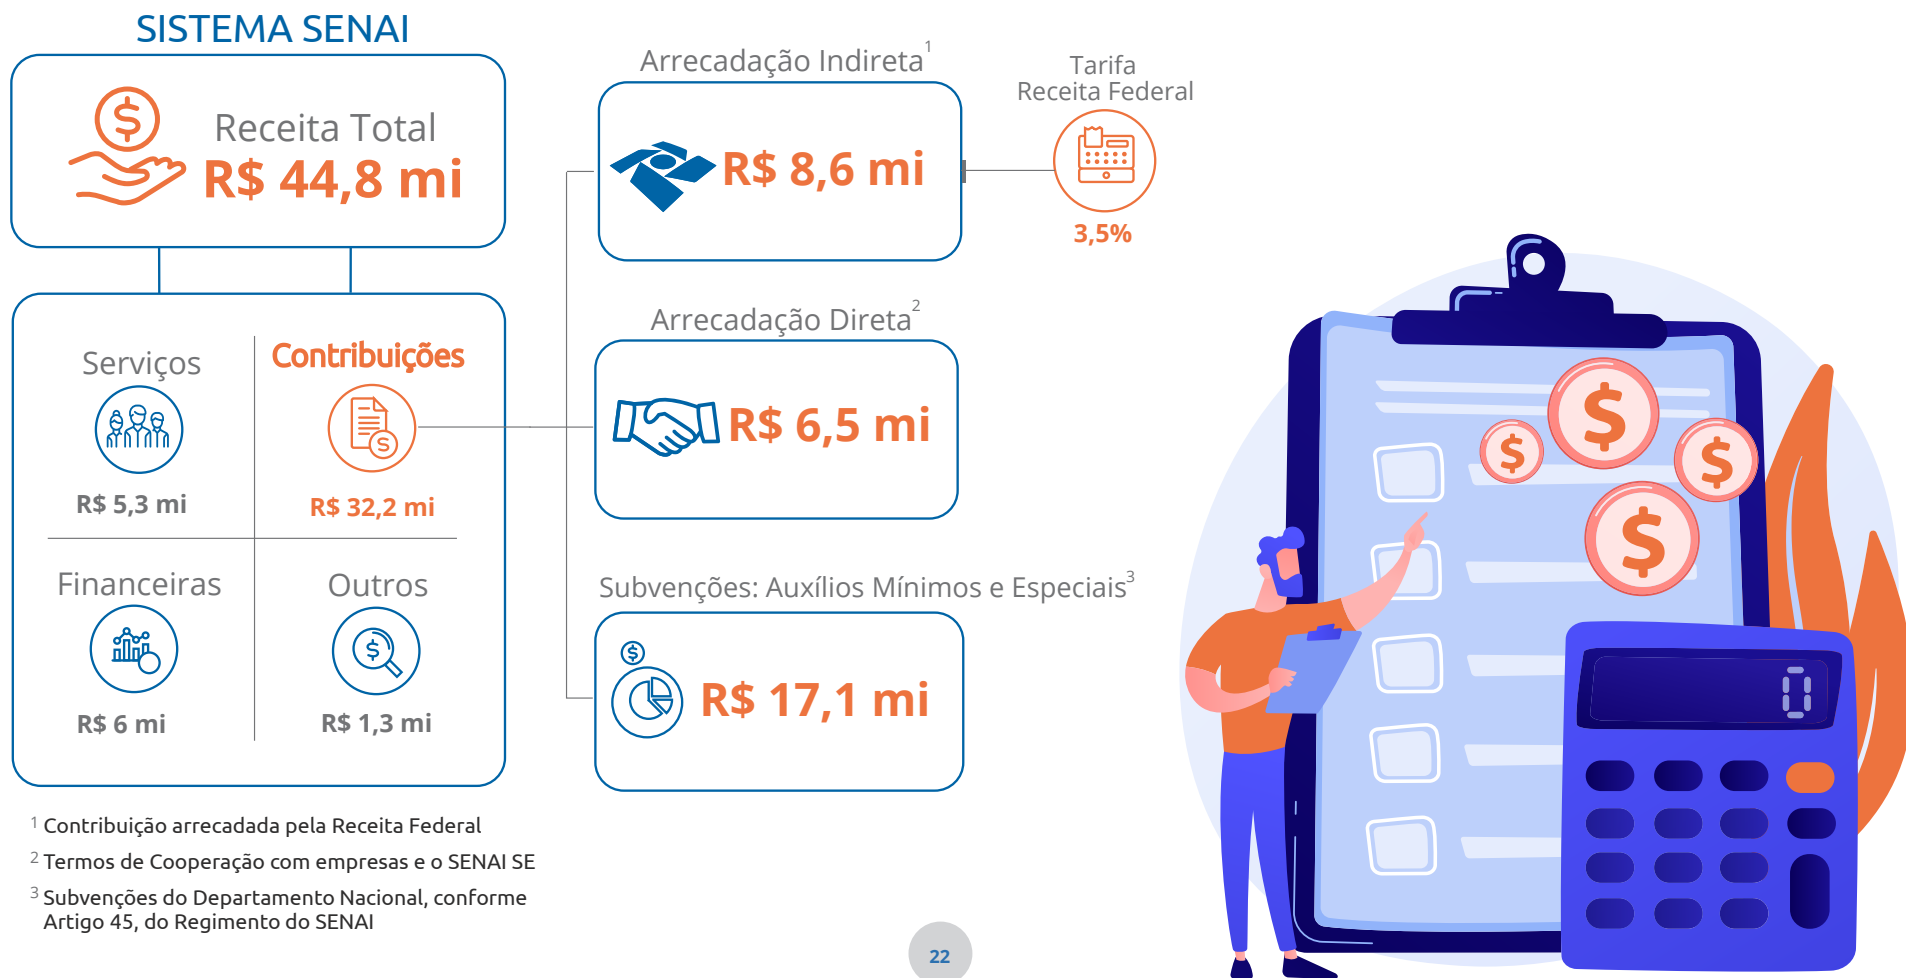 SISTEMA SENAI
Receita Total
R$ 44,8 mi
Serviços
R$ 5,3 mi
Contribuições
R$ 32,2 mi
Financeiras
R$ 6 mi
Outros
R$ 1,3 mi
Arrecadação Indireta¹
R$ 8,6 mi
Tarifa
Receita Federal
3,5%
Arrecadação Direta²
R$ 6,5 mi
Subvenções: Auxílios Mínimos e Especiais³
R$ 17,1 mi
¹ Contribuição arrecadada pela Receita Federal
² Termos de Cooperação com empresas e o SENAI SE
³ Subvenções do Departamento Nacional, conforme
Artigo 45, do Regimento do SENAI
22
$
$
$
$
0